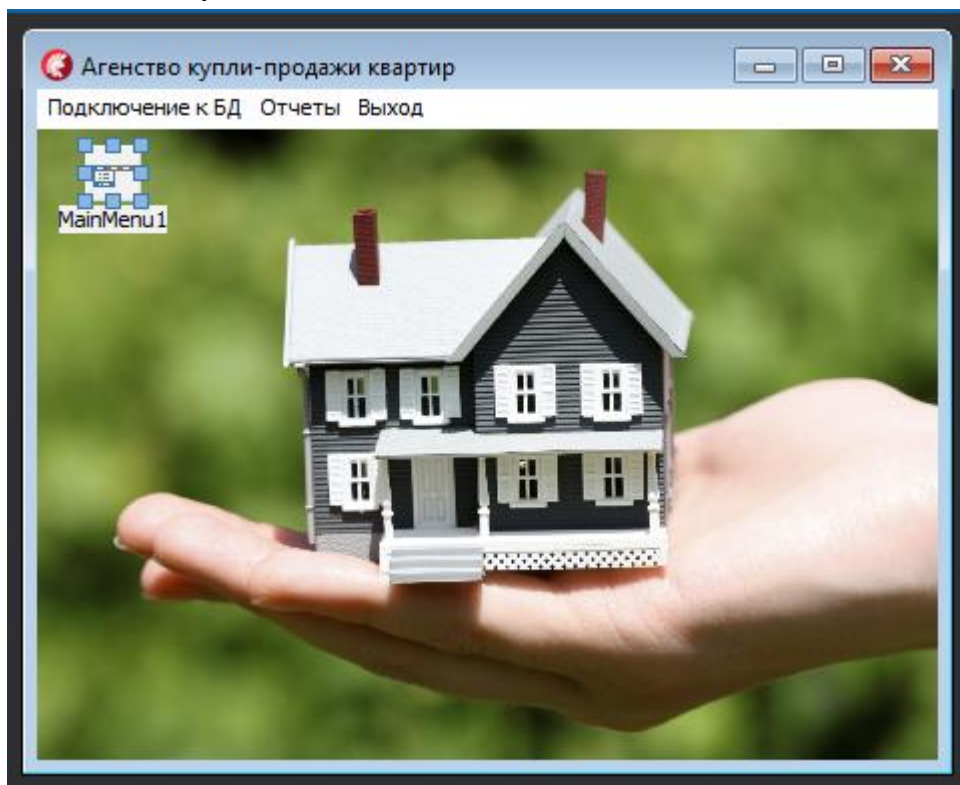 Агенство купли-продажи квартир
Подключение к БД Отчеты Выход
MainMenu1